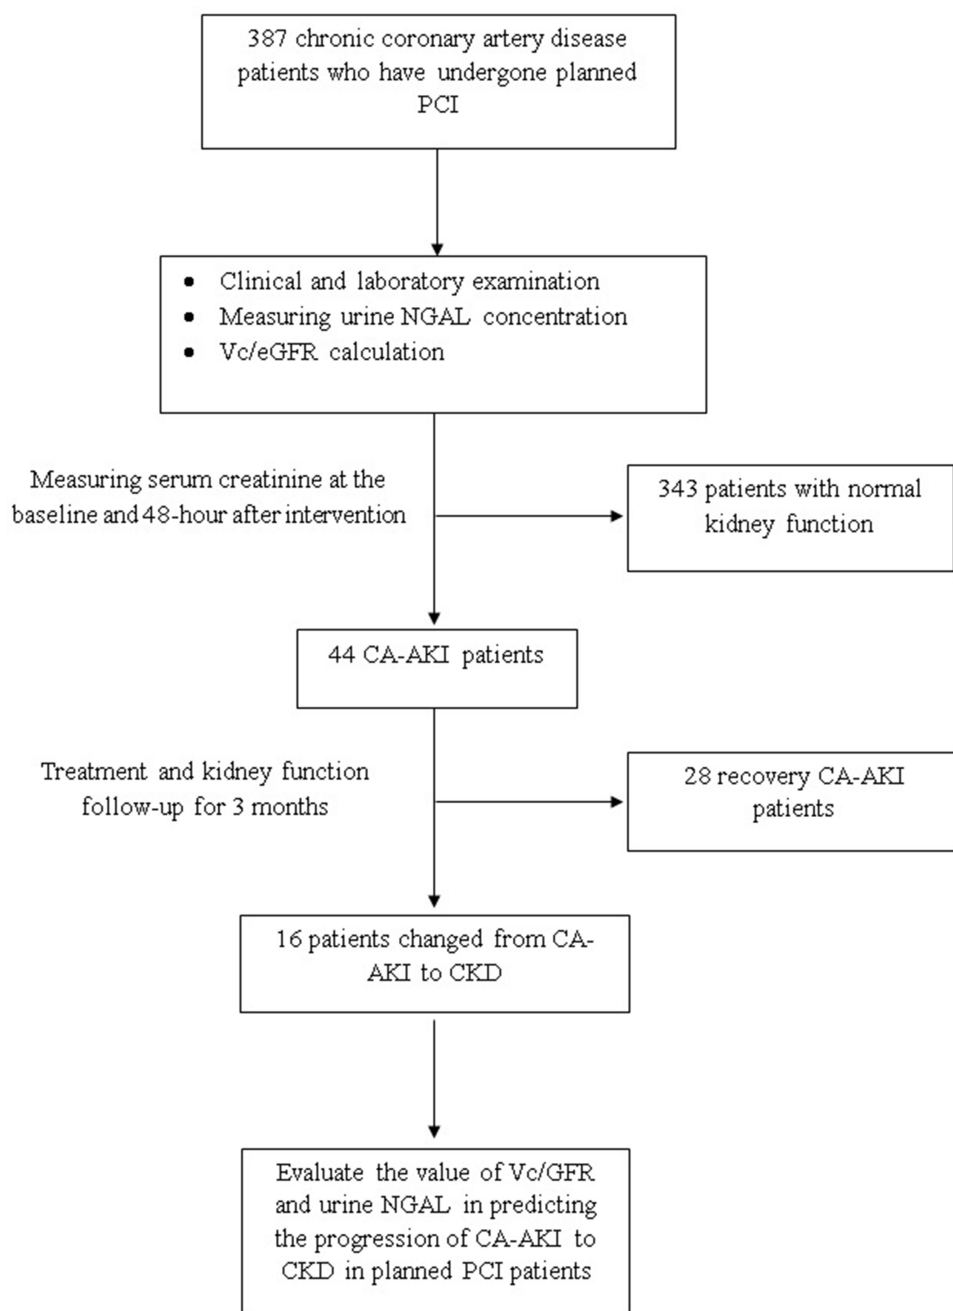 387 chronic coronary artery disease
patients who have undergone planned
PCI
• Clinical and laboratory examination
• Measuring urine NGAL concentration
• Vc/eGFR calculation
Measuring serum creatinine at the
baseline and 48-hour after intervention
343 patients with normal
kidney function
44 CA-AKI patients
Treatment and kidney function
follow-up for 3 months
28 recovery CA-AKI
patients
16 patients changed from CA-
AKI to CKD
Evaluate the value of Vc/GFR
and urine NGAL in predicting
the progression of CA-AKI to
CKD in planned PCI patients